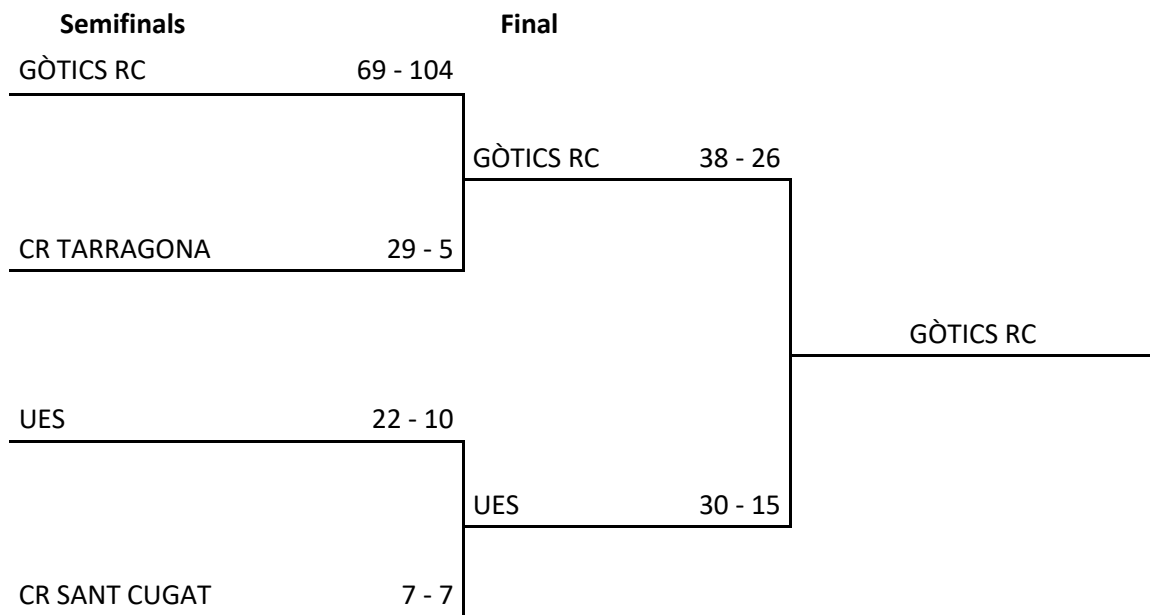 Semifinals Final
GÒTICS RC 69 - 104
GÒTICS RC 38 - 26
CR TARRAGONA 29 - 5
GÒTICS RC
UES 22 - 10
UES 30 - 15
CR SANT CUGAT 7 - 7